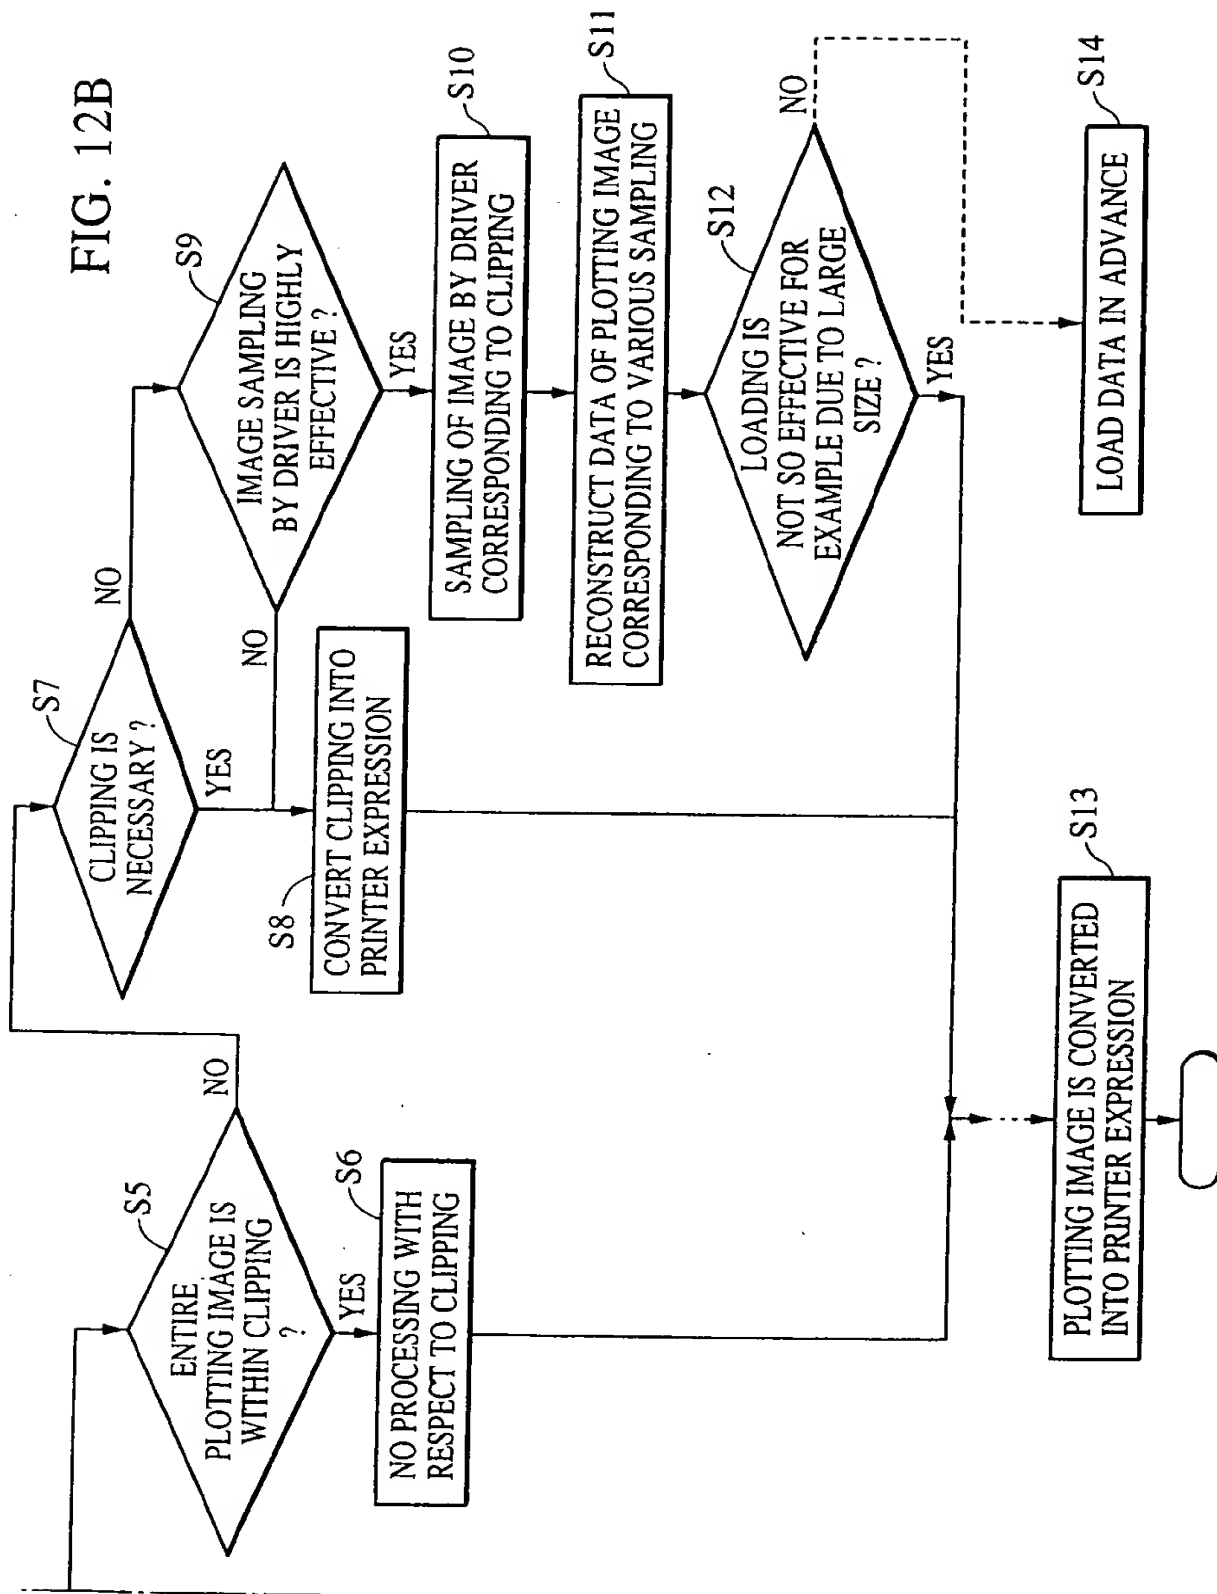 FIG. 12B
S5
ENTIRE
PLOTTING IMAGE IS
WITHIN CLIPPING
?
NO
YES
S6
NO PROCESSING WITH
RESPECT TO CLIPPING
S7
CLIPPING IS
NECESSARY ?
NO
YES
S8
CONVERT CLIPPING INTO
PRINTER EXPRESSION
S9
IMAGE SAMPLING
BY DRIVER IS HIGHLY
EFFECTIVE ?
NO
YES
S10
SAMPLING OF IMAGE BY DRIVER
CORRESPONDING TO CLIPPING
S11
RECONSTRUCT DATA OF PLOTTING IMAGE
CORRESPONDING TO VARIOUS SAMPLING
S12
LOADING IS
NOT SO EFFECTIVE FOR
EXAMPLE DUE TO LARGE
SIZE ?
NO
YES
S13
PLOTTING IMAGE IS CONVERTED
INTO PRINTER EXPRESSION
S14
LOAD DATA IN ADVANCE